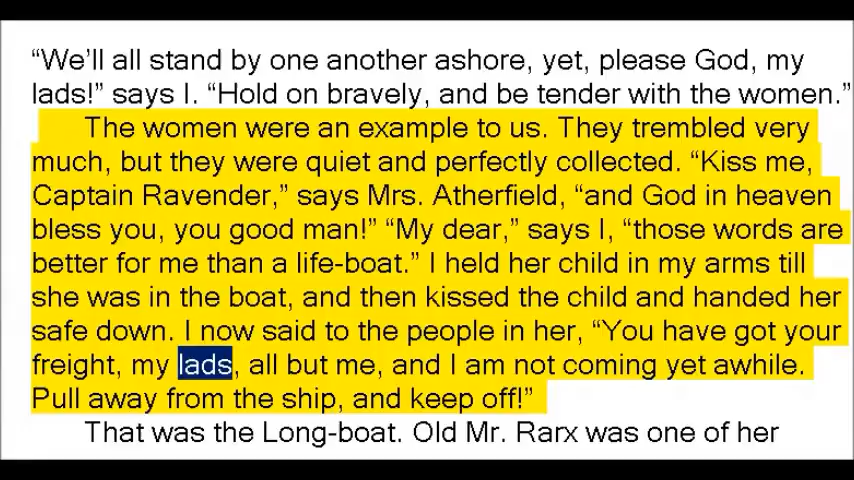 “We’ll all stand by one another ashore, yet, please God, my
lads!” says I. “Hold on bravely, and be tender with the women.”
The women were an example to us. They trembled very
much, but they were quiet and perfectly collected. “Kiss me,
Captain Ravender,” says Mrs. Atherfield, “and God in heaven
bless you, you good man!” “My dear,” says I, “those words are
better for me than a life-boat.” I held her child in my arms till
she was in the boat, and then kissed the child and handed her
safe down. I now said to the people in her, “You have got your
freight, my lads, all but me, and I am not coming yet awhile.
Pull away from the ship, and keep off!”
That was the Long-boat. Old Mr. Rarx was one of her